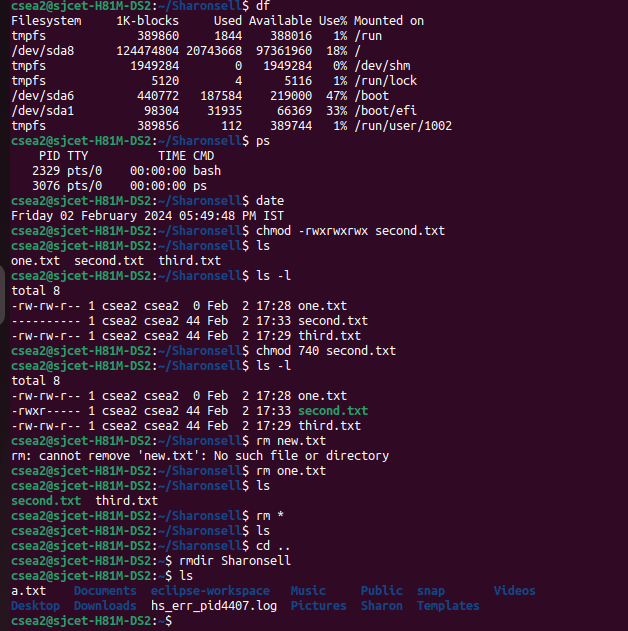 csea2@sjcet-H81M-DS2:~/Sharonsell$ df
Filesystem     1K-blocks     Used Available Use% Mounted on
tmpfs             389860     1844    388016   1% /run
/dev/sda8      124474804 20743668  97361960  18% /
tmpfs            1949284        0   1949284   0% /dev/shm
tmpfs               5120        4      5116   1% /run/lock
/dev/sda6         440772   187584    219000  47% /boot
/dev/sda1          98304    31935     66369  33% /boot/efi
tmpfs             389856      112    389744   1% /run/user/1002
csea2@sjcet-H81M-DS2:~/Sharonsell$ ps
    PID TTY          TIME CMD
   2329 pts/0    00:00:00 bash
   3076 pts/0    00:00:00 ps
csea2@sjcet-H81M-DS2:~/Sharonsell$ date
Friday 02 February 2024 05:49:48 PM IST
csea2@sjcet-H81M-DS2:~/Sharonsell$ chmod -rwxrwxrwx second.txt
csea2@sjcet-H81M-DS2:~/Sharonsell$ ls
one.txt  second.txt  third.txt
csea2@sjcet-H81M-DS2:~/Sharonsell$ ls -l
total 8
-rw-rw-r-- 1 csea2 csea2  0 Feb  2 17:28 one.txt
---------- 1 csea2 csea2 44 Feb  2 17:33 second.txt
-rw-rw-r-- 1 csea2 csea2 44 Feb  2 17:29 third.txt
csea2@sjcet-H81M-DS2:~/Sharonsell$ chmod 740 second.txt
csea2@sjcet-H81M-DS2:~/Sharonsell$ ls -l
total 8
-rw-rw-r-- 1 csea2 csea2  0 Feb  2 17:28 one.txt
-rwxr----- 1 csea2 csea2 44 Feb  2 17:33 second.txt
-rw-rw-r-- 1 csea2 csea2 44 Feb  2 17:29 third.txt
csea2@sjcet-H81M-DS2:~/Sharonsell$ rm new.txt
rm: cannot remove 'new.txt': No such file or directory
csea2@sjcet-H81M-DS2:~/Sharonsell$ rm one.txt
csea2@sjcet-H81M-DS2:~/Sharonsell$ ls
second.txt  third.txt
csea2@sjcet-H81M-DS2:~/Sharonsell$ rm *
csea2@sjcet-H81M-DS2:~/Sharonsell$ ls
csea2@sjcet-H81M-DS2:~/Sharonsell$ cd ..
csea2@sjcet-H81M-DS2:~$ rmdir Sharonsell
csea2@sjcet-H81M-DS2:~$ ls
a.txt    Documents  eclipse-workspace   Music     Public  snap       Videos
Desktop  Downloads  hs_err_pid4407.log  Pictures  Sharon  Templates
csea2@sjcet-H81M-DS2:~$